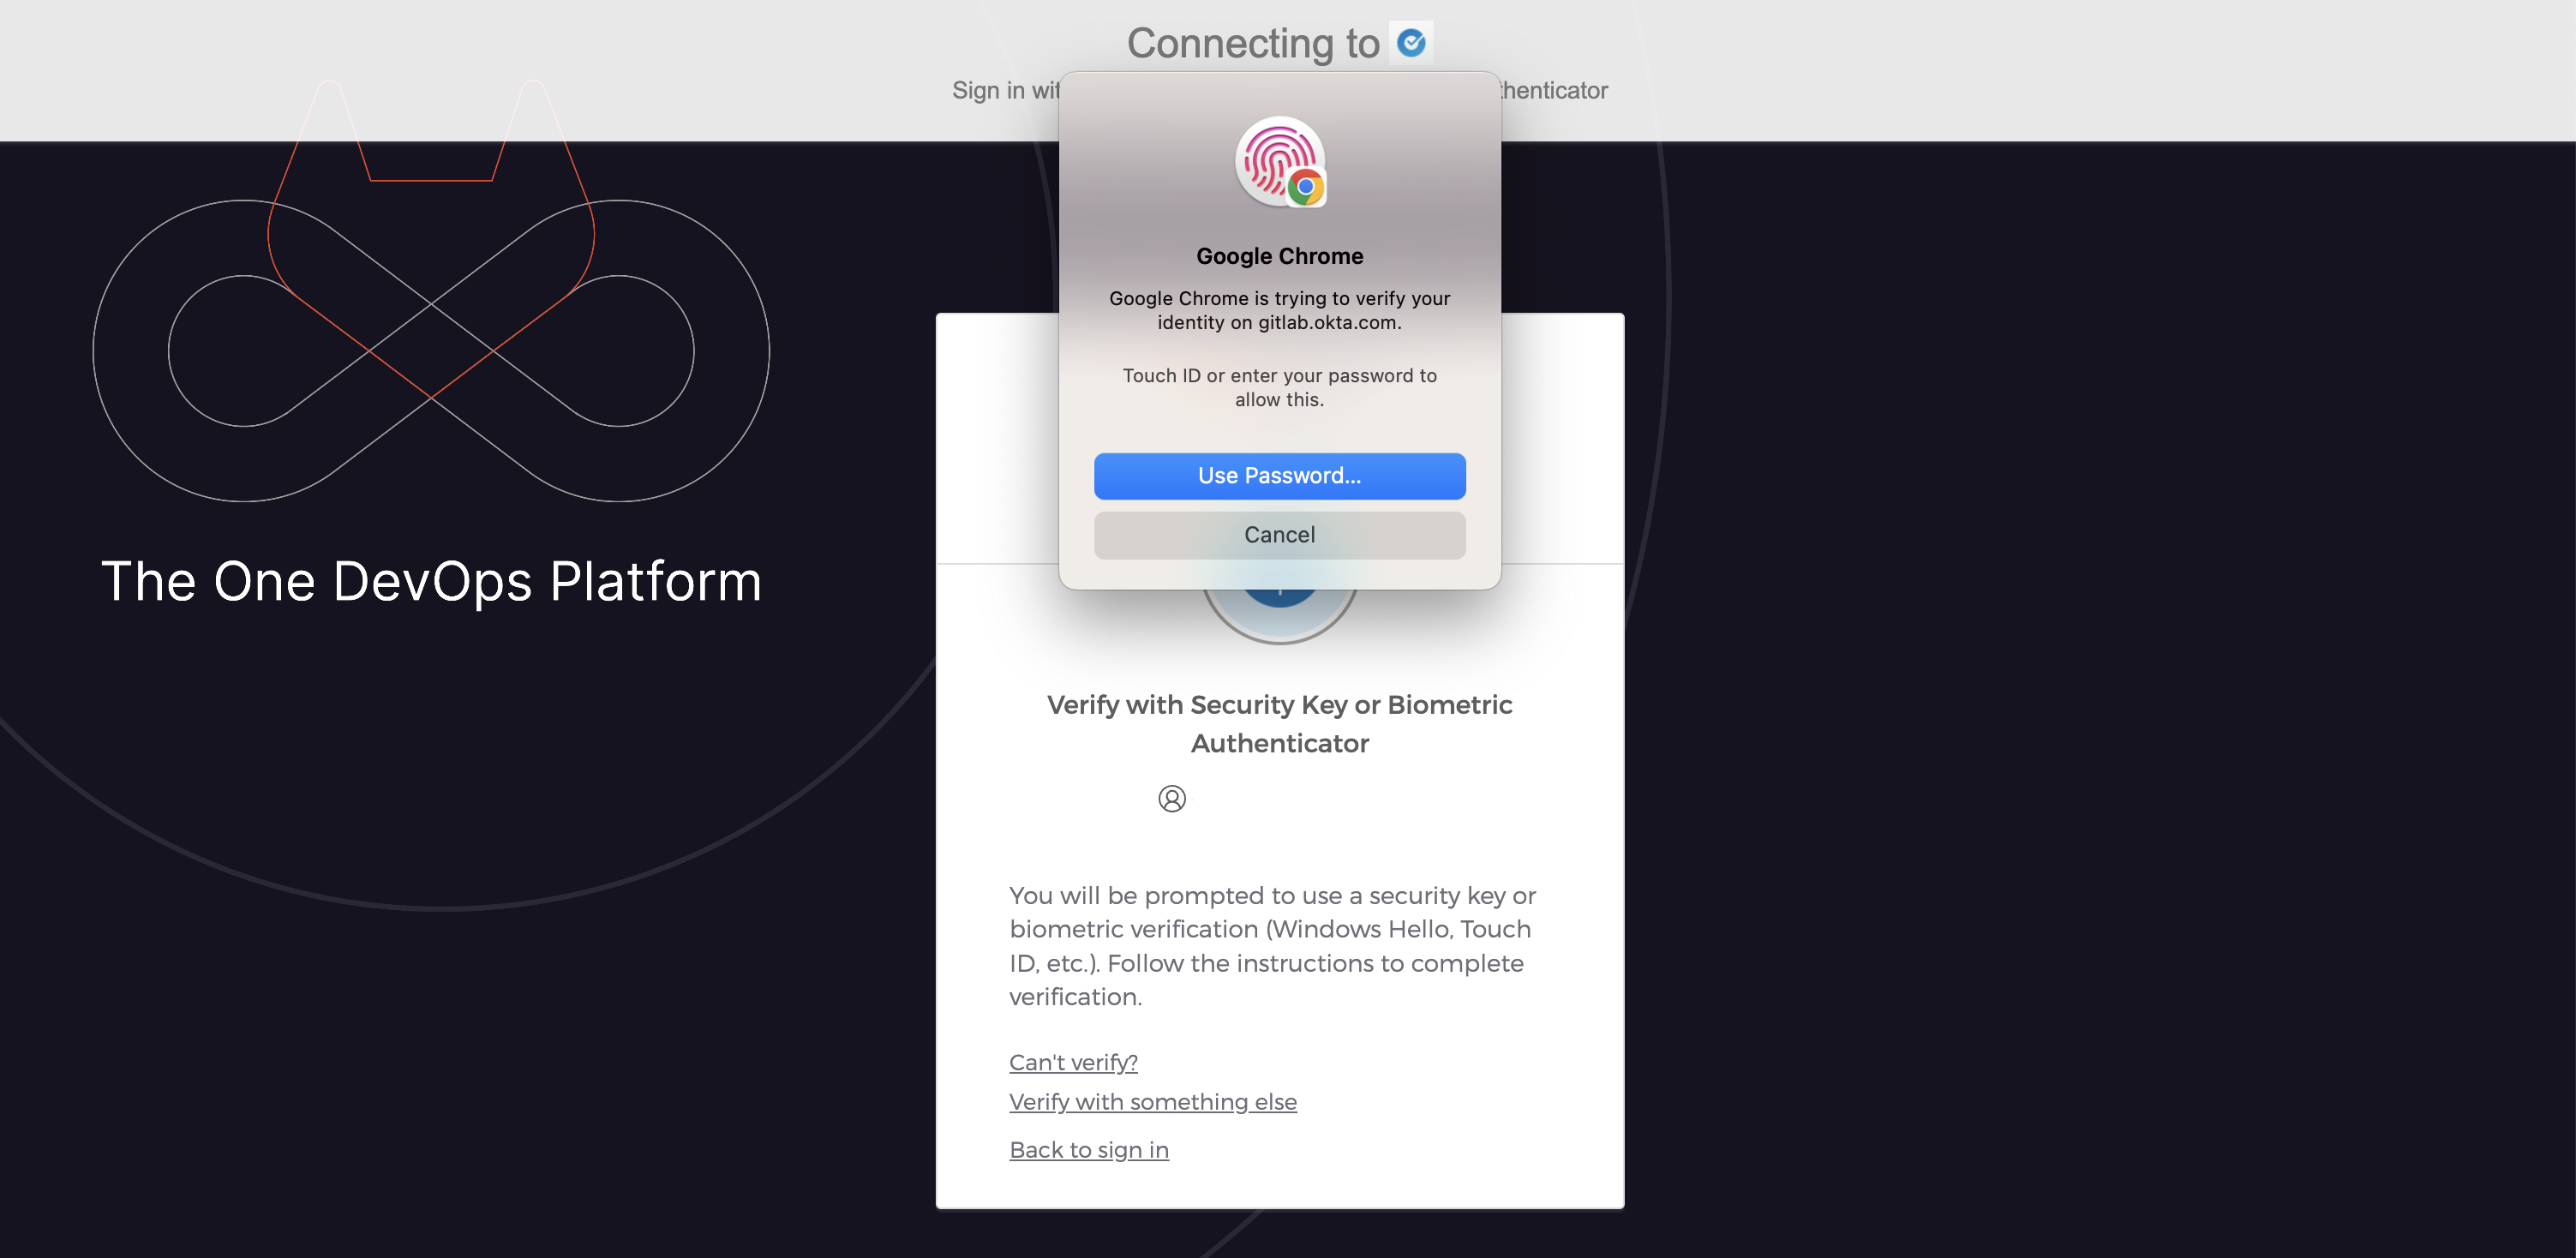 Connecting to
Sign in wit
thenticator
Google Chrome
Google Chrome is trying to verify your
identity on gitlab.okta.com.
Touch ID or enter your password to
allow this.
Use Password...
Cancel
The One DevOps Platform
Verify with Security Key or Biometric
Authenticator
You will be prompted to use a security key or
biometric verification (Windows Hello, Touch
ID, etc.). Follow the instructions to complete
verification.
Can't verify?
Verify with something else
Back to sign in